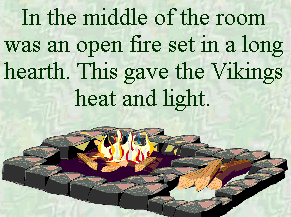 In the middle of the room
was an open fire set in a long
hearth. This gave the Vikings
heat and light.